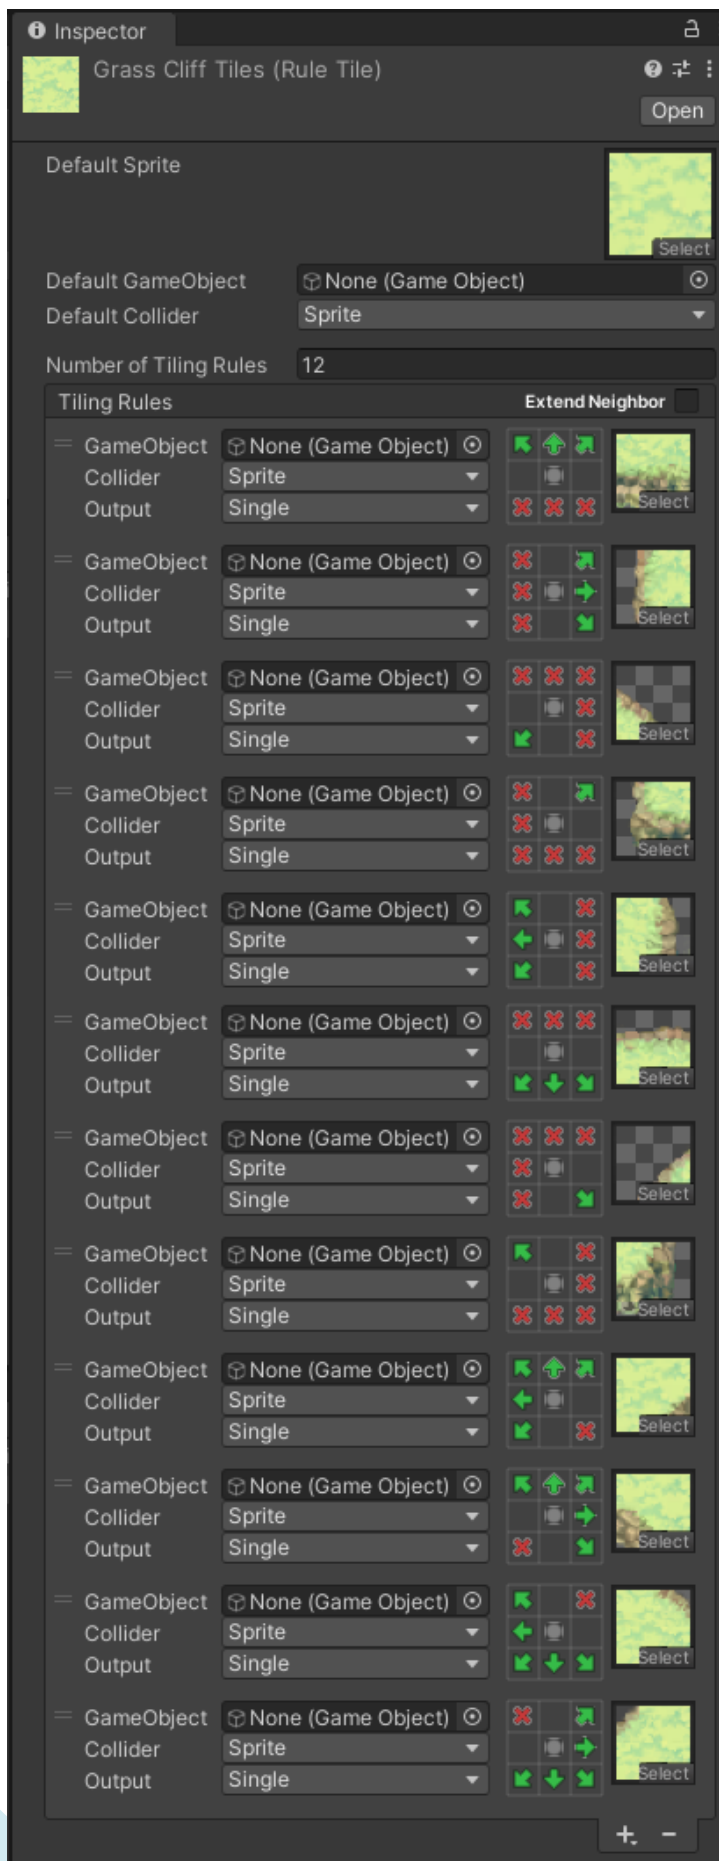 Inspector
Grass Cliff Tiles (Rule Tile)
Open
Default Sprite
Select
Default GameObject None (Game Object)
Default Collider Sprite
Number of Tiling Rules 12
Tiling Rules Extend Neighbor
GameObject None (Game Object)
Collider Sprite
Output Single Select
GameObject None (Game Object)
Collider Sprite
Output Single Select
GameObject None (Game Object)
Collider Sprite
Output Single Select
GameObject None (Game Object)
Collider Sprite
Output Single Select
GameObject None (Game Object)
Collider Sprite
Output Single Select
GameObject None (Game Object)
Collider Sprite
Output Single Select
GameObject None (Game Object)
Collider Sprite
Output Single Select
GameObject None (Game Object)
Collider Sprite
Output Single Select
GameObject None (Game Object)
Collider Sprite
Output Single Select
GameObject None (Game Object)
Collider Sprite
Output Single Select
GameObject None (Game Object)
Collider Sprite
Output Single Select
GameObject None (Game Object)
Collider Sprite
Output Single Select